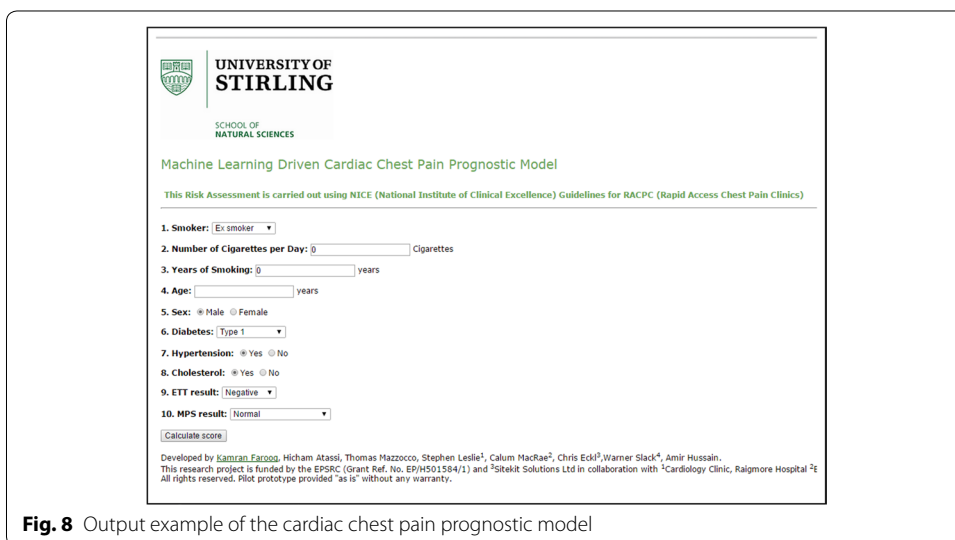 UNIVERSITY OF
STIRLING
SCHOOL OF
NATURAL SCIENCES
Machine Learning Driven Cardiac Chest Pain Prognostic Model
This Risk Assessment is carried out using NICE (National Institute of Clinical Excellence) Guidelines for RACPC (Rapid Access Chest Pain Clinics)
1. Smoker: Ex smoker
2. Number of Cigarettes per Day: 0 Cigarettes
3. Years of Smoking: 0 years
4. Age: years
5. Sex: Male Female
6. Diabetes: Type 1
7. Hypertension: Yes No
8. Cholesterol: Yes No
9. ETT result: Negative
10. MPS result: Normal
Calculate score
Developed by Kamran Farooq, Hicham Atassi, Thomas Mazzocco, Stephen Leslie¹, Calum MacRae², Chris Eckl³,Warner Slack⁴, Amir Hussain.
This research project is funded by the EPSRC (Grant Ref. No. EP/H501584/1) and ³Sitekit Solutions Ltd in collaboration with ¹Cardiology Clinic, Raigmore Hospital ²E
All rights reserved. Pilot prototype provided "as is" without any warranty.
Fig. 8 Output example of the cardiac chest pain prognostic model